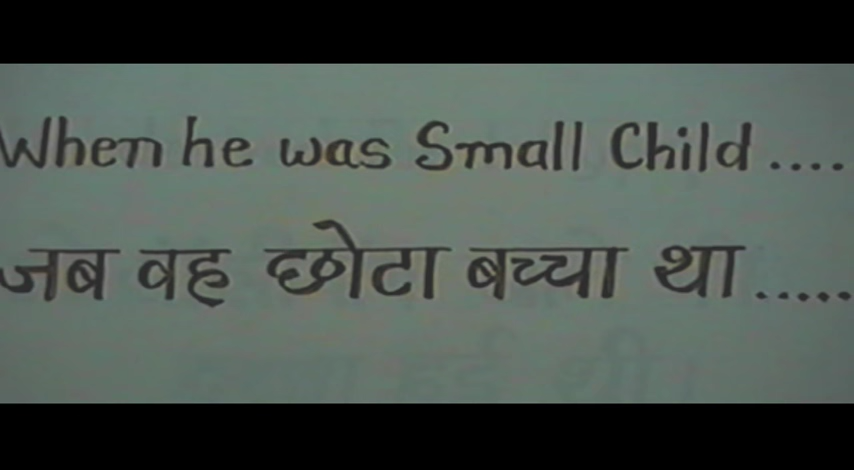 When he was Small Child ....
जब वह छोटा बच्चा था .....